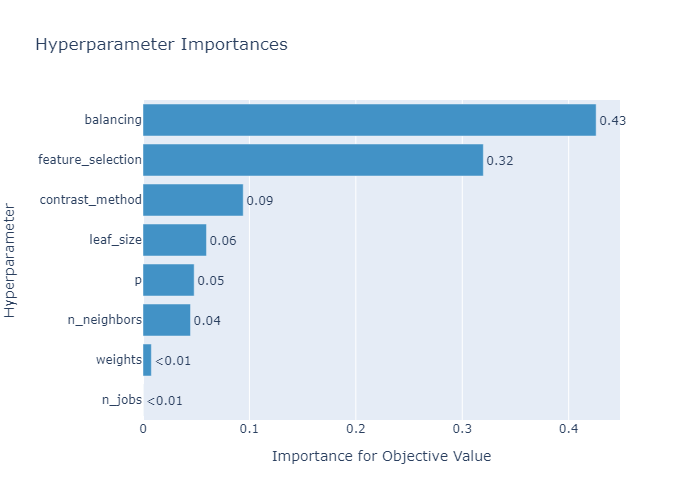 Hyperparameter Importances
Hyperparameter
balancing 0.43
feature_selection 0.32
contrast_method 0.09
leaf_size 0.06
p 0.05
n_neighbors 0.04
weights <0.01
n_jobs <0.01
0 0.1 0.2 0.3 0.4
Importance for Objective Value